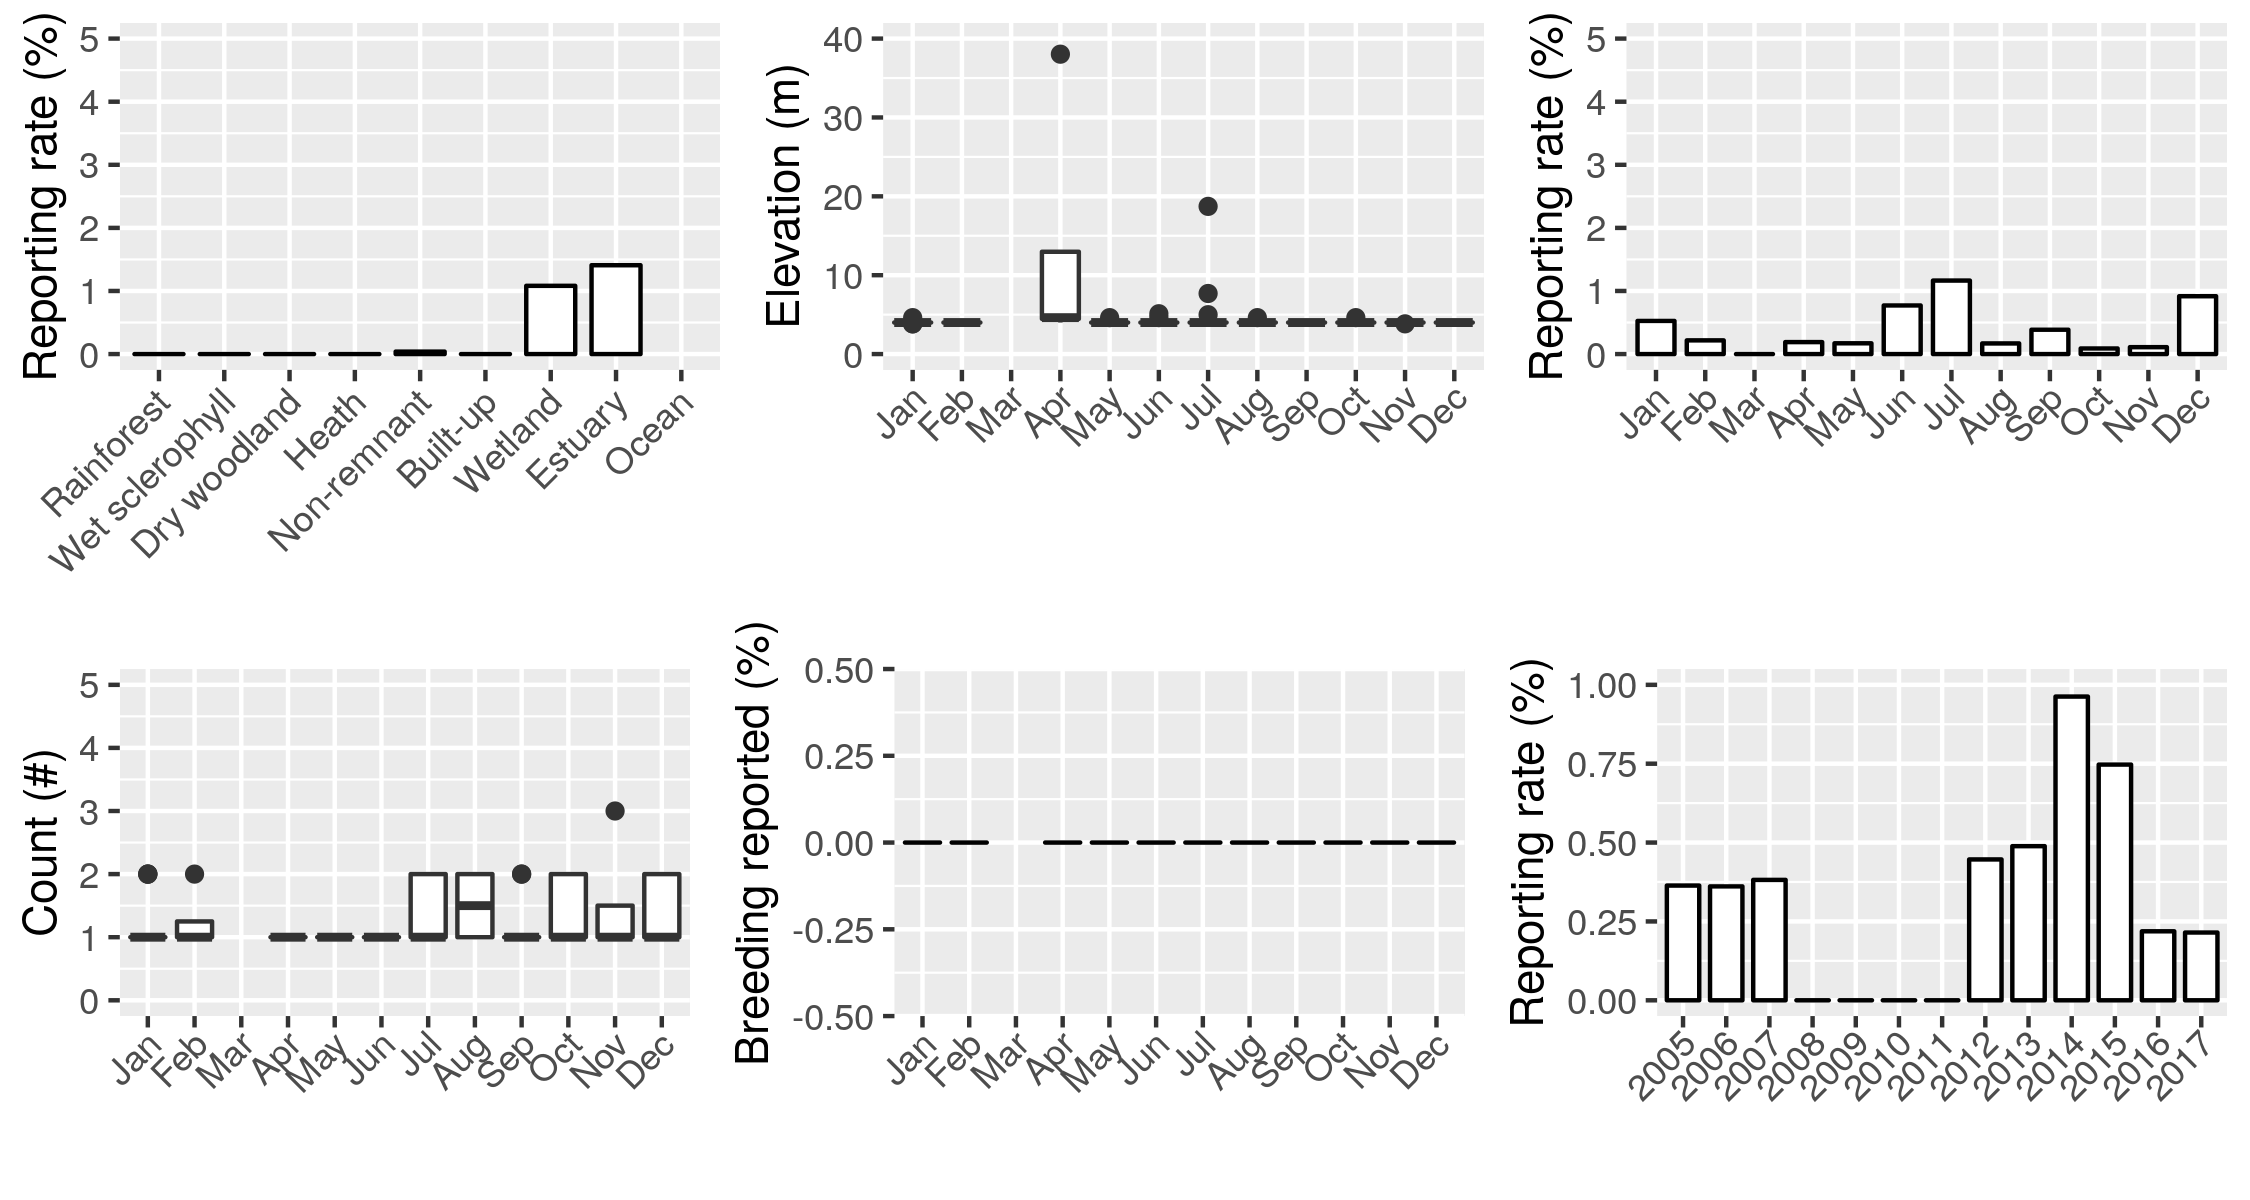 Reporting rate (%)
5
4
3
2
1
0
Rainforest
Wet sclerophyll
Dry woodland
Heath
Non-remnant
Built-up
Wetland
Estuary
Ocean
Elevation (m)
40
30
20
10
0
Jan
Feb
Mar
Apr
May
Jun
Jul
Aug
Sep
Oct
Nov
Dec
Reporting rate (%)
5
4
3
2
1
0
Jan
Feb
Mar
Apr
May
Jun
Jul
Aug
Sep
Oct
Nov
Dec
Count (#)
5
4
3
2
1
0
Jan
Feb
Mar
Apr
May
Jun
Jul
Aug
Sep
Oct
Nov
Dec
Breeding reported (%)
0.50
0.25
0.00
-0.25
-0.50
Jan
Feb
Mar
Apr
May
Jun
Jul
Aug
Sep
Oct
Nov
Dec
Reporting rate (%)
1.00
0.75
0.50
0.25
0.00
2005
2006
2007
2008
2009
2010
2011
2012
2013
2014
2015
2016
2017